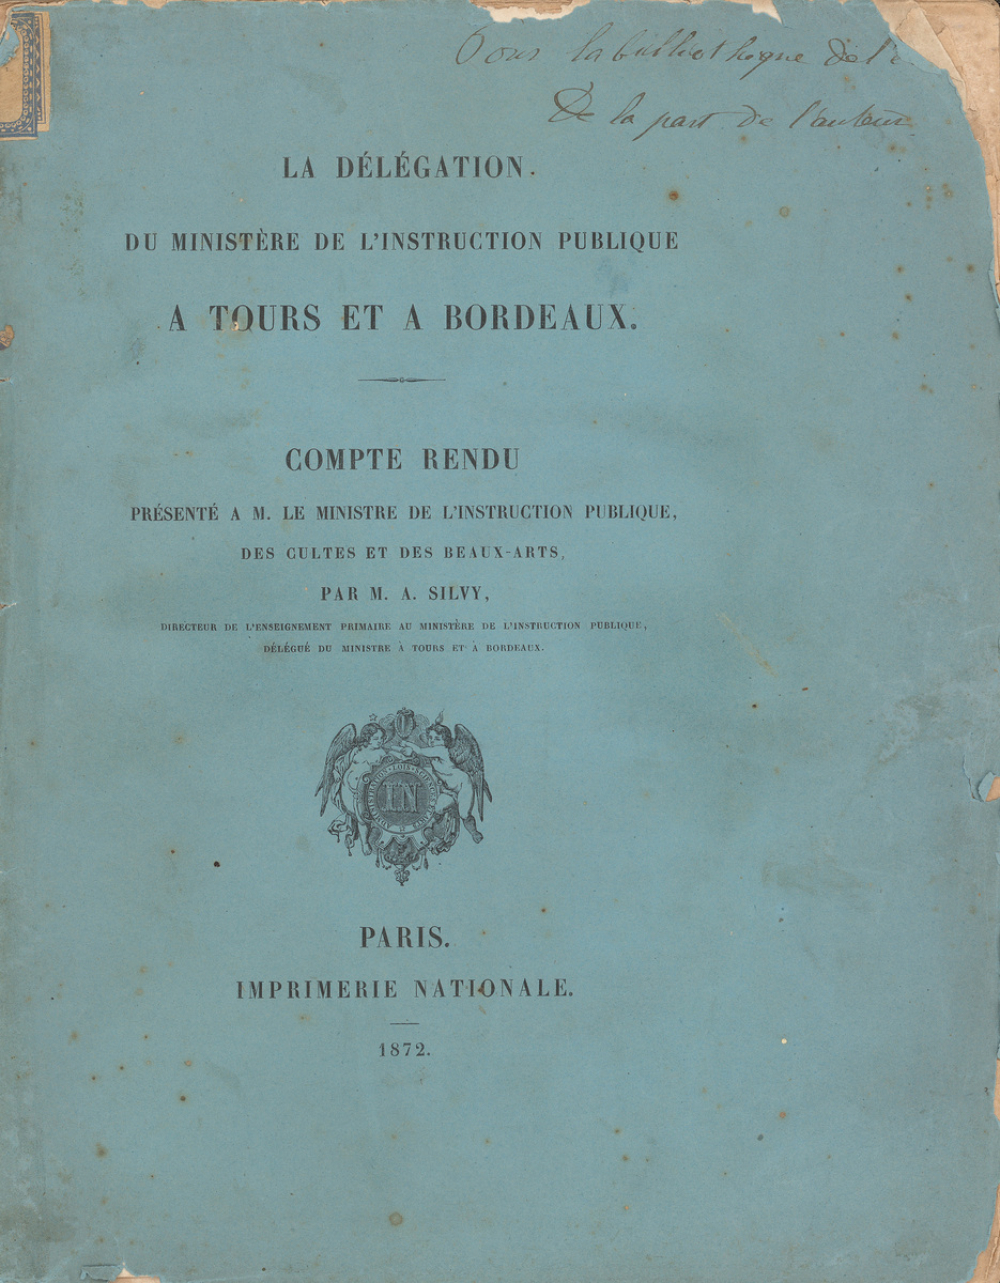 Pour la bibliothèque de l'
De la part de l'auteur
LA DÉLÉGATION
DU MINISTÈRE DE L'INSTRUCTION PUBLIQUE
A TOURS ET A BORDEAUX.
COMPTE RENDU
PRÉSENTÉ A M. LE MINISTRE DE L'INSTRUCTION PUBLIQUE,
DES CULTES ET DES BEAUX-ARTS,
PAR M. A. SILVY,
DIRECTEUR DE L'ENSEIGNEMENT PRIMAIRE AU MINISTÈRE DE L'INSTRUCTION PUBLIQUE,
DÉLÉGUÉ DU MINISTRE À TOURS ET À BORDEAUX.
IN
PARIS.
IMPRIMERIE NATIONALE.
1872.